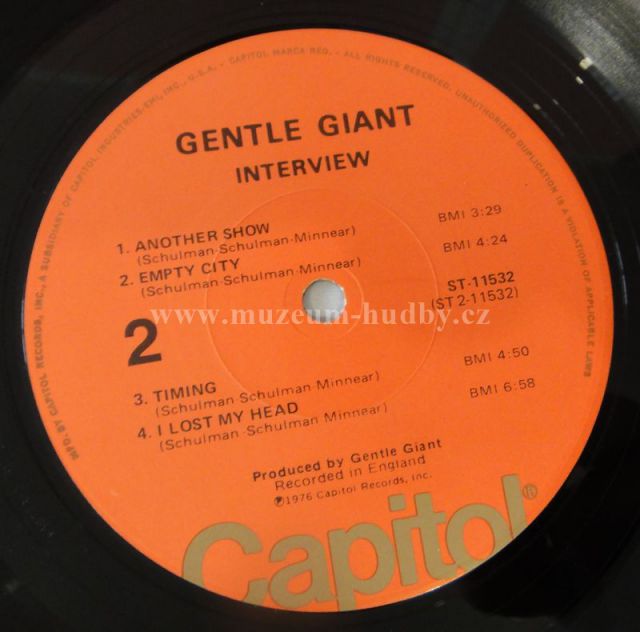 MFD. BY CAPITOL RECORDS, INC., A SUBSIDIARY OF CAPITOL INDUSTRIES-EMI, INC., U.S.A. · CAPITOL MARCA REG. · ALL RIGHTS RESERVED. UNAUTHORIZED DUPLICATION IS A VIOLATION OF APPLICABLE LAWS
GENTLE GIANT
INTERVIEW
1. ANOTHER SHOW BMI 3:29
(Schulman-Schulman-Minnear)
2. EMPTY CITY BMI 4:24
(Schulman-Schulman-Minnear)
ST-11532
(ST2-11532)
www.muzeum-hudby.cz
2
3. TIMING BMI 4:50
(Schulman-Schulman-Minnear)
4. I LOST MY HEAD BMI 6:58
(Schulman-Schulman-Minnear)
Produced by Gentle Giant
Recorded in England
℗1976 Capitol Records, Inc.
Capitol®